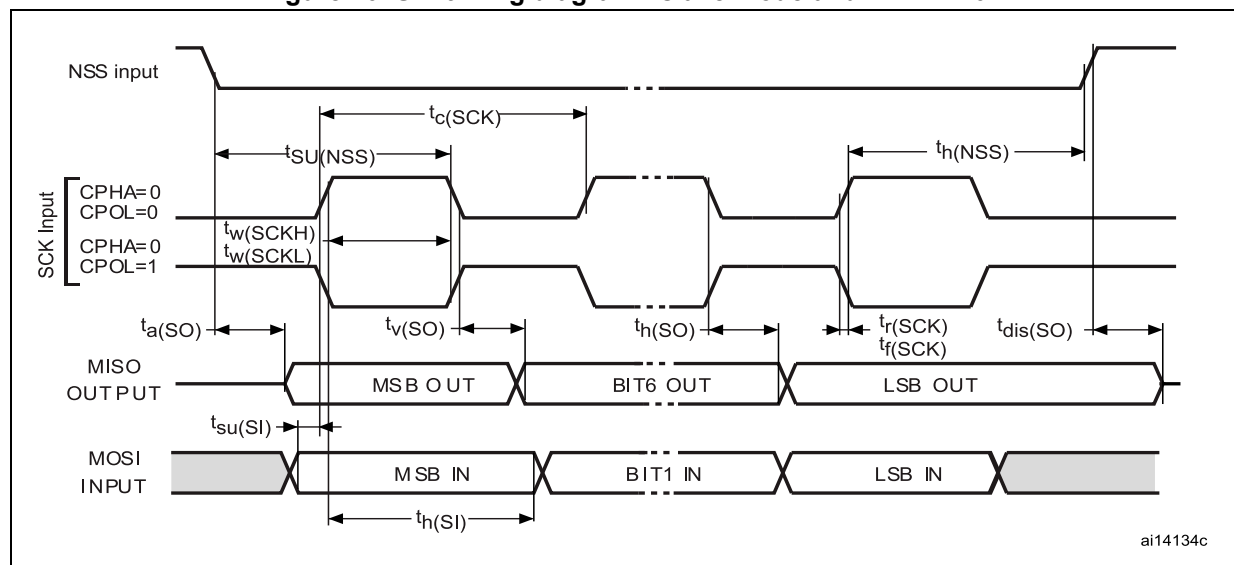 NSS input
tc(SCK)
tSU(NSS)
th(NSS)
SCK Input
CPHA=0
CPOL=0
CPHA=0
CPOL=1
tw(SCKH)
tw(SCKL)
ta(SO)
tv(SO)
th(SO)
tr(SCK)
tf(SCK)
tdis(SO)
MISO
OUTPUT
MSB OUT
BIT6 OUT
LSB OUT
tsu(SI)
MOSI
INPUT
MSB IN
BIT1 IN
LSB IN
th(SI)
ai14134c